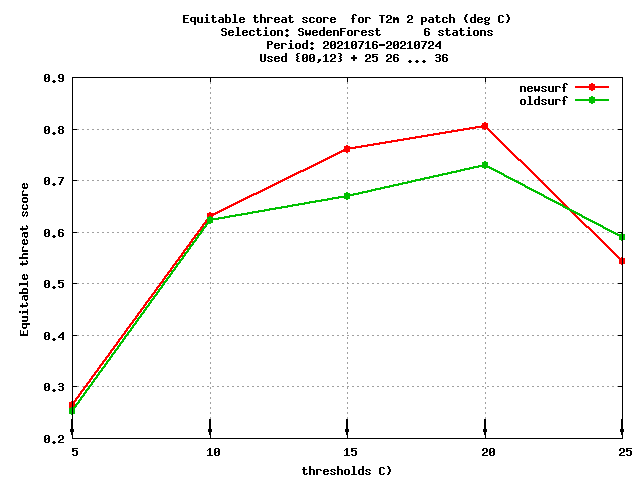 Equitable threat score  for T2m 2 patch (deg C)
Selection: SwedenForest      6 stations
Period: 20210716-20210724
Used {00,12} + 25 26 ... 36
newsurf
oldsurf
Equitable threat score
0.9
0.8
0.7
0.6
0.5
0.4
0.3
0.2
5 10 15 20 25
thresholds C)